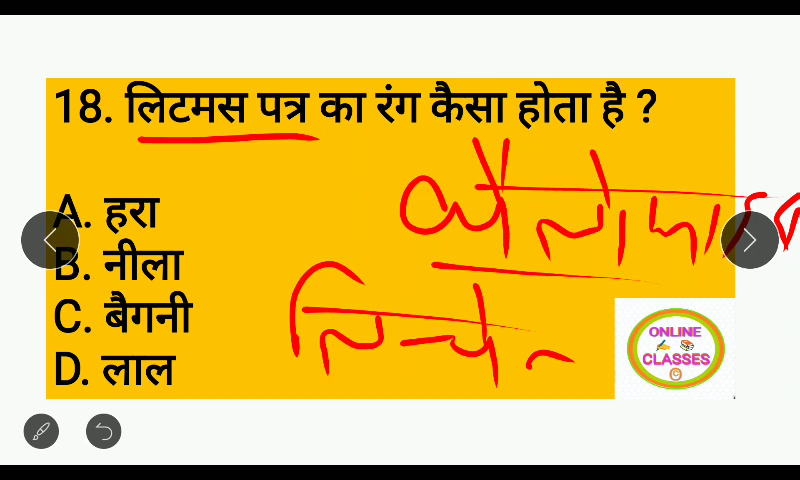 18. लिटमस पत्र का रंग कैसा होता है ?
A. हरा
B. नीला
C. बैगनी
D. लाल
ONLINE
CLASSES